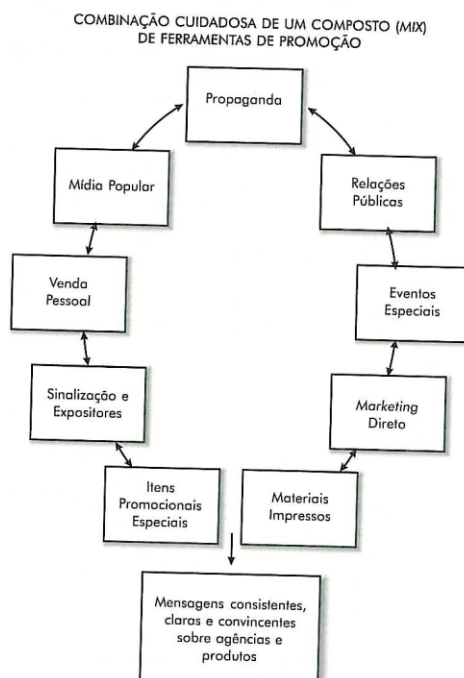 COMBINAÇÃO CUIDADOSA DE UM COMPOSTO (MIX)
DE FERRAMENTAS DE PROMOÇÃO
Propaganda
Mídia Popular
Relações
Públicas
Venda
Pessoal
Eventos
Especiais
Sinalização e
Expositores
Marketing
Direto
Itens
Promocionais
Especiais
Materiais
Impressos
Mensagens consistentes,
claras e convincentes
sobre agências e
produtos